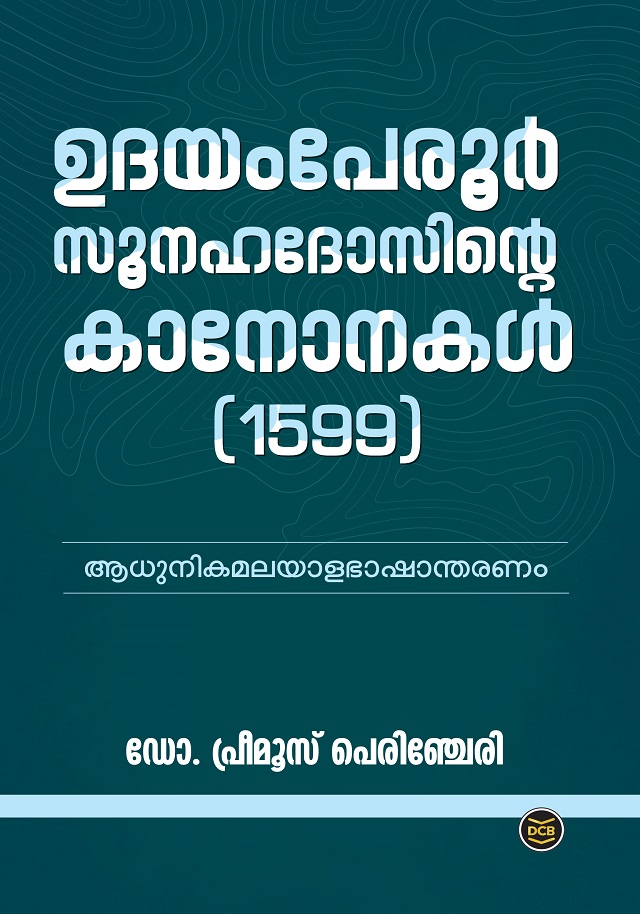 ഉദയംപേരൂർ
സൂനഹദോസിന്റെ
കാനോനകൾ
(1599)
ആധുനികമലയാളഭാഷാന്തരണം
ഡോ. പ്രീമൂസ് പെരിഞ്ചേരി
DCB